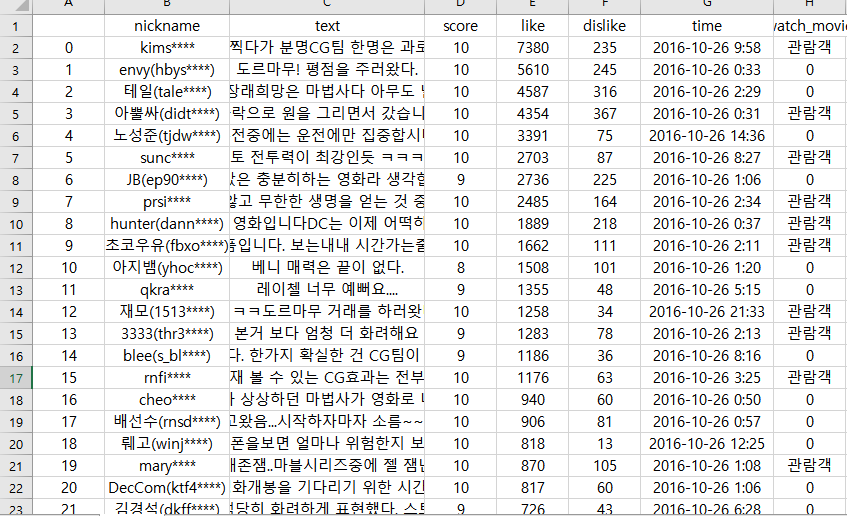 A B C D E F G H
1 nickname text score like dislike time watch_movie
2 0 kims**** 찍다가 분명CG팀 한명은 과로 10 7380 235 2016-10-26 9:58 관람객
3 1 envy(hbys****) 도르마무! 평점을 주러왔다. 10 5610 245 2016-10-26 0:33 0
4 2 테일(tale****) 장래희망은 마법사다 아무도 10 4587 316 2016-10-26 2:29 0
5 3 아뿔싸(didt****) 락으로 원을 그리면서 갔습니 10 4354 367 2016-10-26 0:31 관람객
6 4 노성준(tjdw****) 전중에는 운전에만 집중합시 10 3391 75 2016-10-26 14:36 0
7 5 sunc**** 토 전투력이 최강인듯 ㅋㅋㅋ 10 2703 87 2016-10-26 8:27 관람객
8 6 JB(ep90****) 은 충분히하는 영화라 생각합 9 2736 225 2016-10-26 1:06 0
9 7 prsi**** 않고 무한한 생명을 얻는 것 중 10 2485 164 2016-10-26 2:34 관람객
10 8 hunter(dann****) 영화입니다DC는 이제 어떡하 10 1889 218 2016-10-26 0:37 관람객
11 9 초코우유(fbxo****) 품입니다. 보는내내 시간가는줄 10 1662 111 2016-10-26 2:11 관람객
12 10 아지뱀(yhoc****) 베니 매력은 끝이 없다. 8 1508 101 2016-10-26 1:20 0
13 11 qkra**** 레이첼 너무 예뻐요.... 9 1355 48 2016-10-26 5:15 0
14 12 재모(1513****) ㅋㅋ도르마무 거래를 하러왔 10 1258 34 2016-10-26 21:33 관람객
15 13 3333(thr3****) 본거 보다 엄청 더 화려해요 9 1283 78 2016-10-26 2:13 관람객
16 14 blee(s_bl****) 다. 한가지 확실한 건 CG팀이 9 1186 36 2016-10-26 8:16 0
17 15 rnfi**** 재 볼 수 있는 CG효과는 전부 10 1176 63 2016-10-26 3:25 관람객
18 16 cheo**** 상상하던 마법사가 영화로 10 940 60 2016-10-26 0:50 0
19 17 배선수(rnsd****) 고왔음...시작하자마자 소름~~ 10 906 81 2016-10-26 0:57 0
20 18 뤠고(winj****) 폰을보면 얼마나 위험한지 보 10 818 13 2016-10-26 12:25 0
21 19 mary**** 존잼..마블시리즈중에 젤 잼 10 870 105 2016-10-26 1:08 관람객
22 20 DecCom(ktf4****) 화개봉을 기다리기 위한 시간 10 817 60 2016-10-26 1:06 0
23 21 김경석(dkff****) 적당히 화려하게 표현했다. 스토 9 726 43 2016-10-26 6:28 0